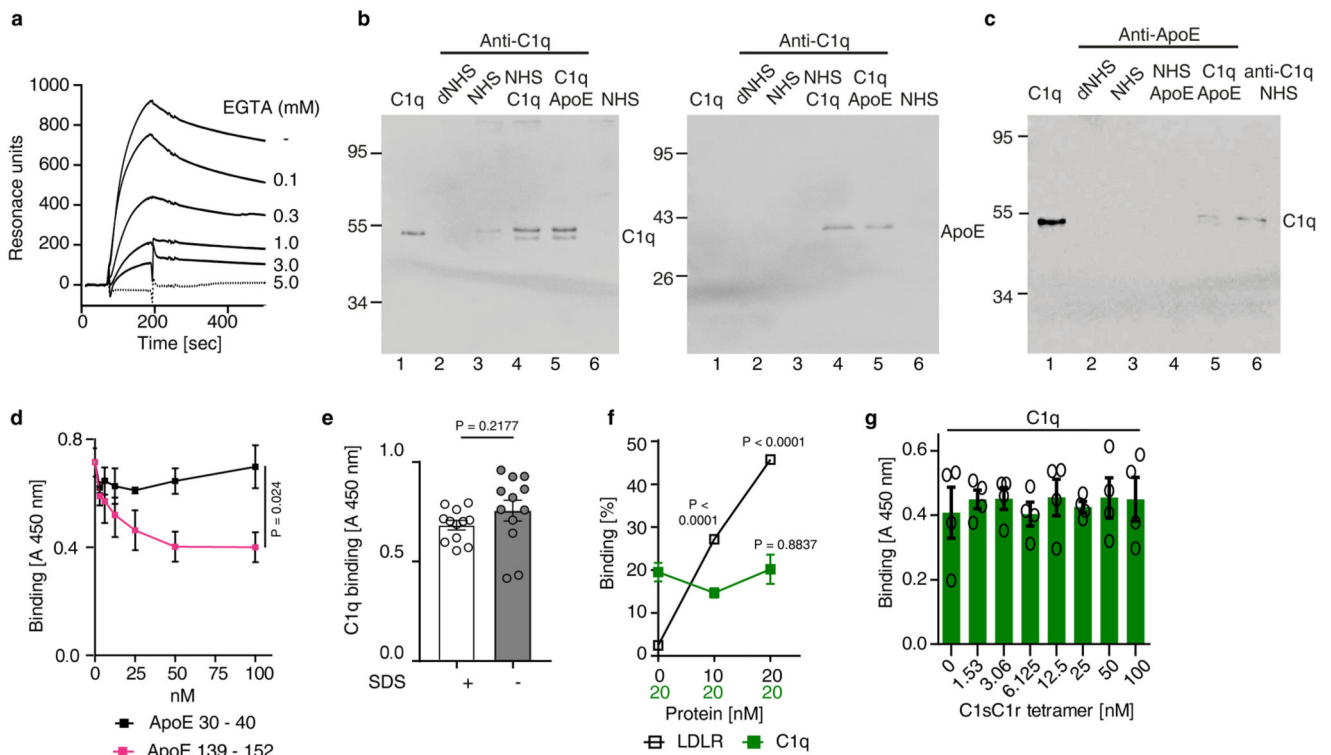 a
1000
800
600
400
200
0
Resonace units
EGTA (mM)
-
0.1
0.3
1.0
3.0
5.0
0 200 400
Time [sec]
b
Anti-C1q
C1q dNHS NHS NHS C1q C1q ApoE NHS
95
55
34
C1q
1 2 3 4 5 6
Anti-C1q
C1q dNHS NHS NHS C1q C1q ApoE NHS
95
43
26
ApoE
1 2 3 4 5 6
c
Anti-ApoE
C1q dNHS NHS NHS ApoE C1q ApoE anti-C1q NHS
95
55
34
C1q
1 2 3 4 5 6
d
0.8
0.4
0.0
Binding [A 450 nm]
P = 0.024
0 25 50 75 100
nM
ApoE 30 - 40
ApoE 139 - 152
e
P = 0.2177
1.0
0.5
0.0
C1q binding [A 450 nm]
SDS + -
f
50
40
30
20
10
0
Binding [%]
P < 0.0001
P <
0.0001
P = 0.8837
0 10 20
20 20 20
Protein [nM]
LDLR C1q
g
C1q
0.6
0.4
0.2
0.0
Binding [A 450 nm]
0 1.53 3.06 6.125 12.5 25 50 100
C1sC1r tetramer [nM]